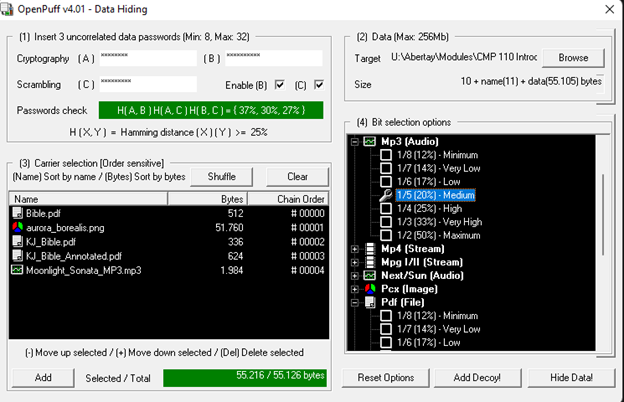 OpenPuff v4.01 - Data Hiding
(1) Insert 3 uncorrelated data passwords (Min: 8, Max: 32)
Cryptography (A) ******** (B) ********
Scrambling (C) ******** Enable (B) (C)
Passwords check H( A, B ) H( A, C ) H( B, C ) = { 37%, 30%, 27% }
H ( X, Y ) = Hamming distance ( X ) ( Y ) >= 25%
(2) Data (Max: 256Mb)
Target U:\Abertay\Modules\CMP 110 Introc Browse
Size 10 + name(11) + data(55.105) bytes
(3) Carrier selection [Order sensitive]
(Name) Sort by name / (Bytes) Sort by bytes Shuffle Clear
Name Bytes Chain Order
Bible.pdf 512 # 00000
aurora_borealis.png 51.760 # 00001
KJ_Bible.pdf 336 # 00002
KJ_Bible_Annotated.pdf 624 # 00003
Moonlight_Sonata_MP3.mp3 1.984 # 00004
(-) Move up selected / (+) Move down selected / (Del) Delete selected
Add Selected / Total 55.216 / 55.126 bytes
(4) Bit selection options
Mp3 (Audio)
1/8 (12%) - Minimum
1/7 (14%) - Very Low
1/6 (17%) - Low
1/5 (20%) - Medium
1/4 (25%) - High
1/3 (33%) - Very High
1/2 (50%) - Maximum
Mp4 (Stream)
Mpg I/II (Stream)
Next/Sun (Audio)
Pcx (Image)
Pdf (File)
1/8 (12%) - Minimum
1/7 (14%) - Very Low
1/6 (17%) - Low
Reset Options Add Decoy! Hide Data!